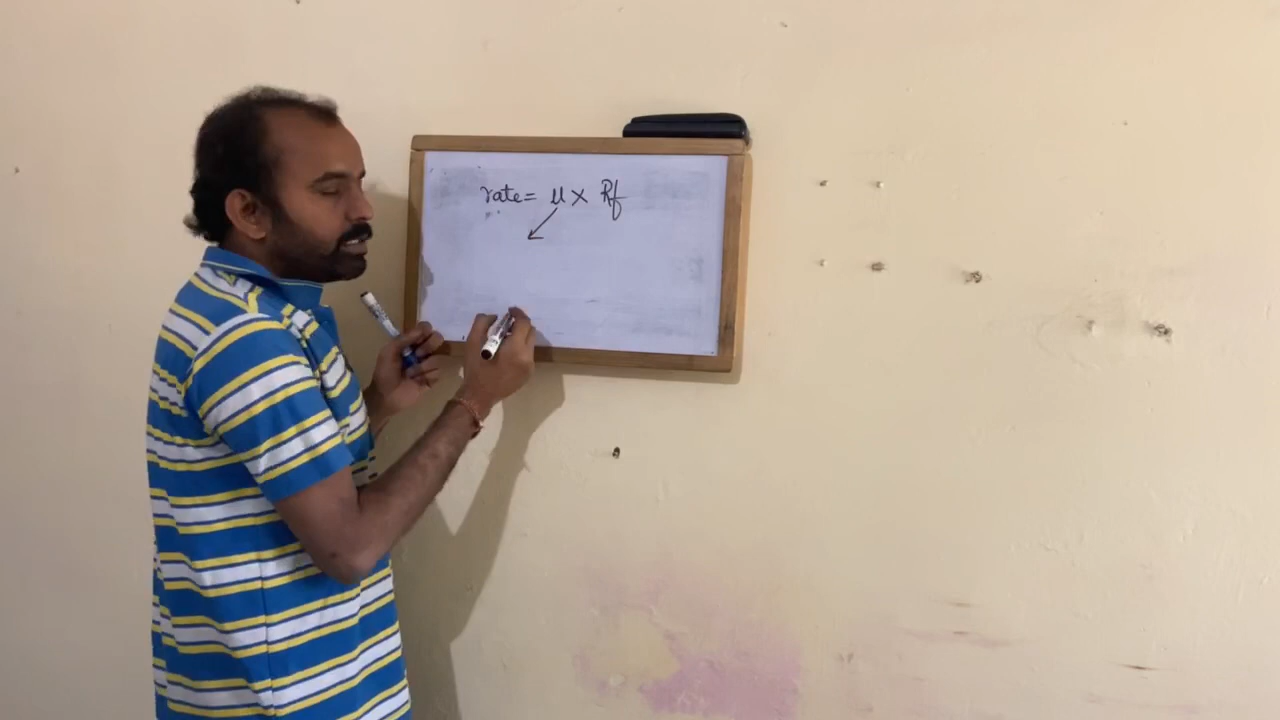 rate = μ × Rf